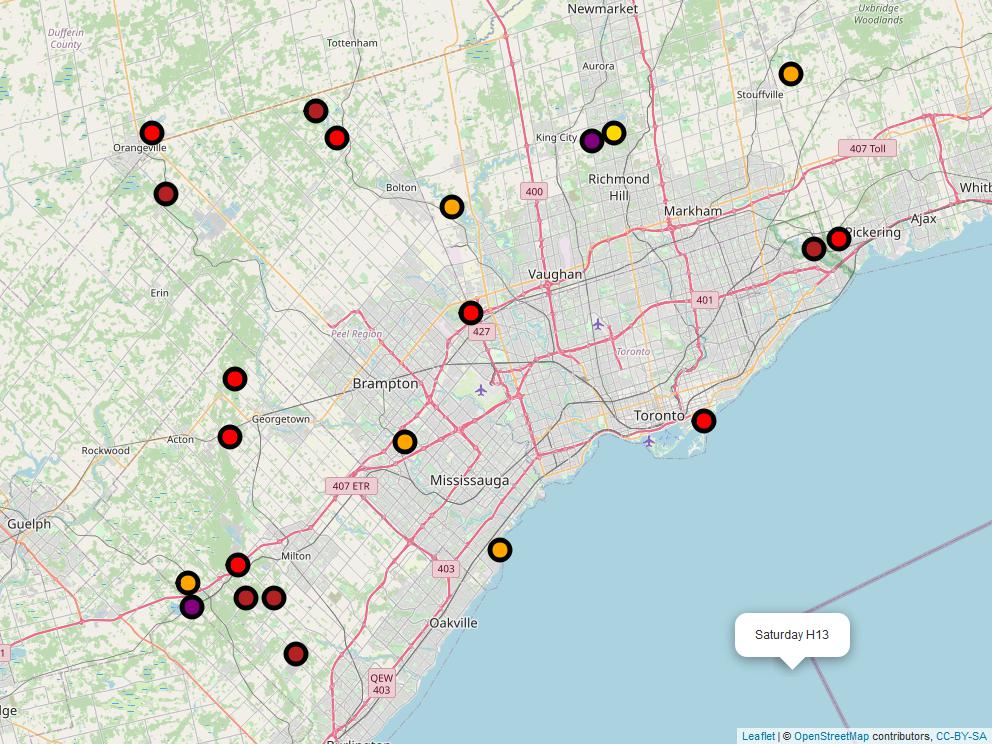 Newmarket
Uxbridge
Woodlands
Dufferin
County
Tottenham
Aurora
Stouffville
King City
Orangeville
407 Toll
Richmond
Hill
Bolton
400
Markham
Whitb
Ajax
Pickering
Vaughan
Erin
401
427
Peel Region
Toronto
Brampton
Georgetown
Toronto
Acton
Rockwood
Mississauga
407 ETR
Guelph
Milton
403
Oakville
Saturday H13
1
QEW
403
dge
Burlington
Leaflet | © OpenStreetMap contributors, CC-BY-SA